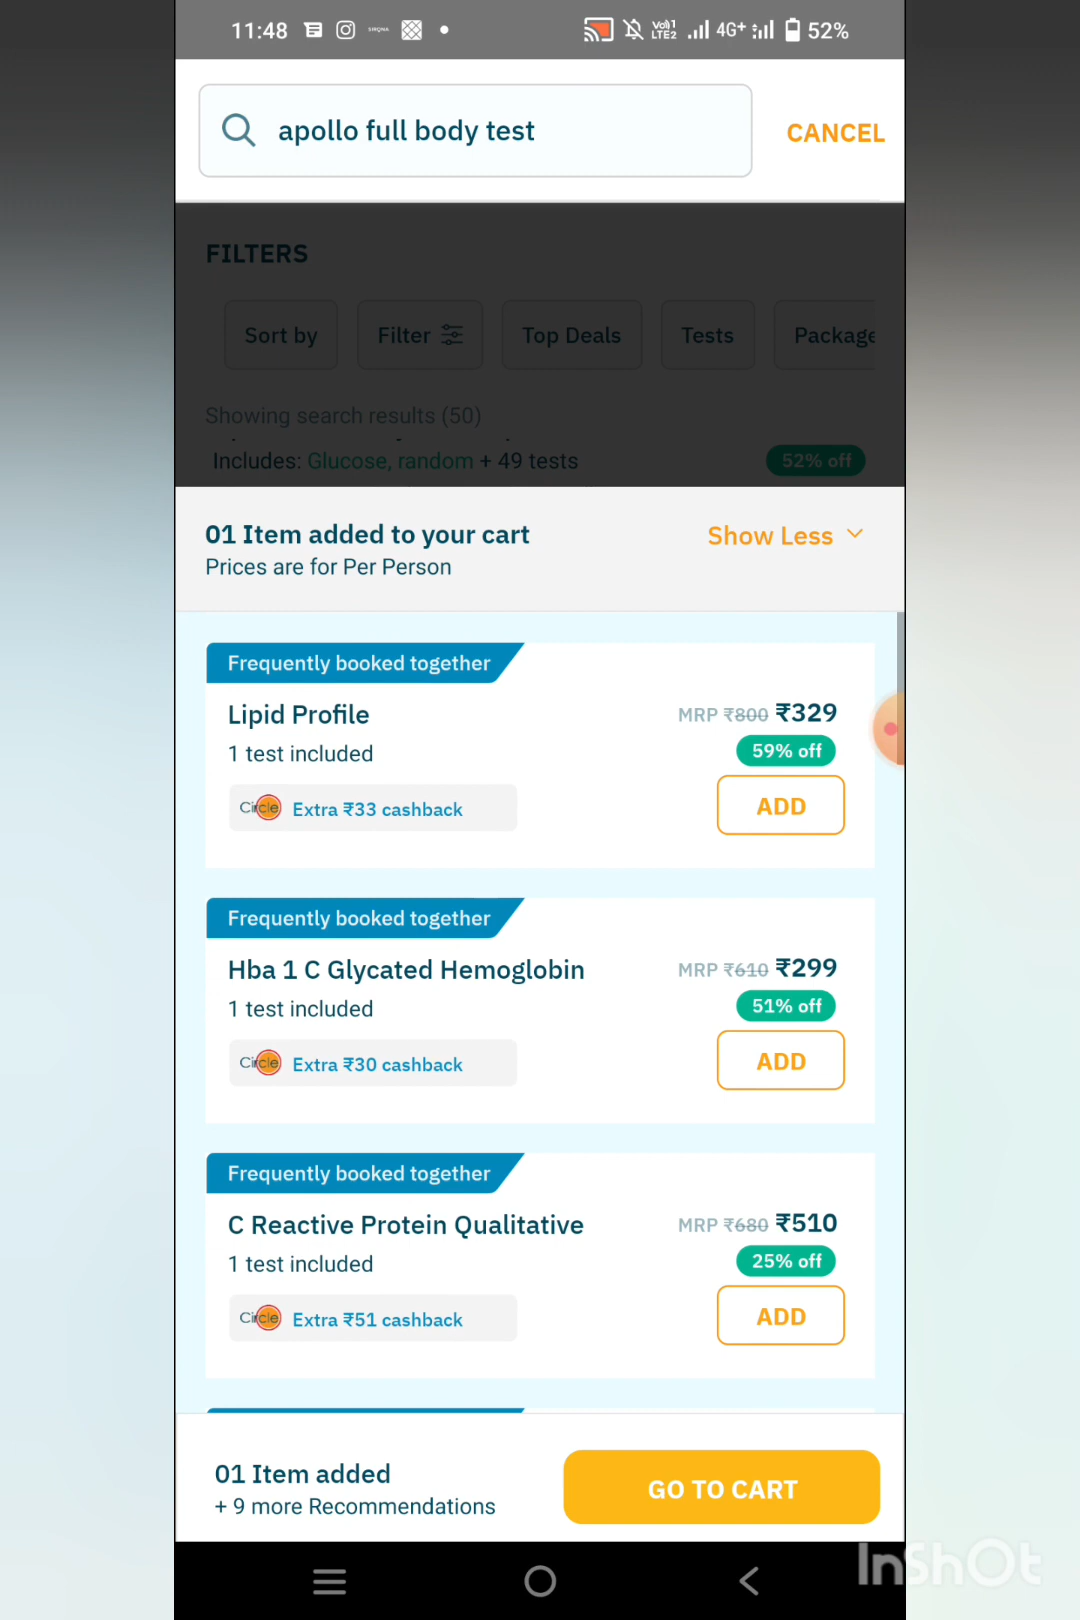 11:48
SIRONA
Vol) 1
LTE2
4G+
52%
apollo full body test
CANCEL
FILTERS
Sort by
Filter
Top Deals
Tests
Package
Showing search results (50)
Includes: Glucose, random + 49 tests
52% off
01 Item added to your cart
Show Less
Prices are for Per Person
Frequently booked together
Lipid Profile
MRP ₹800 ₹329
1 test included
59% off
Circle Extra ₹33 cashback
ADD
Frequently booked together
Hba 1 C Glycated Hemoglobin
MRP ₹610 ₹299
1 test included
51% off
Circle Extra ₹30 cashback
ADD
Frequently booked together
C Reactive Protein Qualitative
MRP ₹680 ₹510
1 test included
25% off
Circle Extra ₹51 cashback
ADD
01 Item added
+ 9 more Recommendations
GO TO CART
InShOt